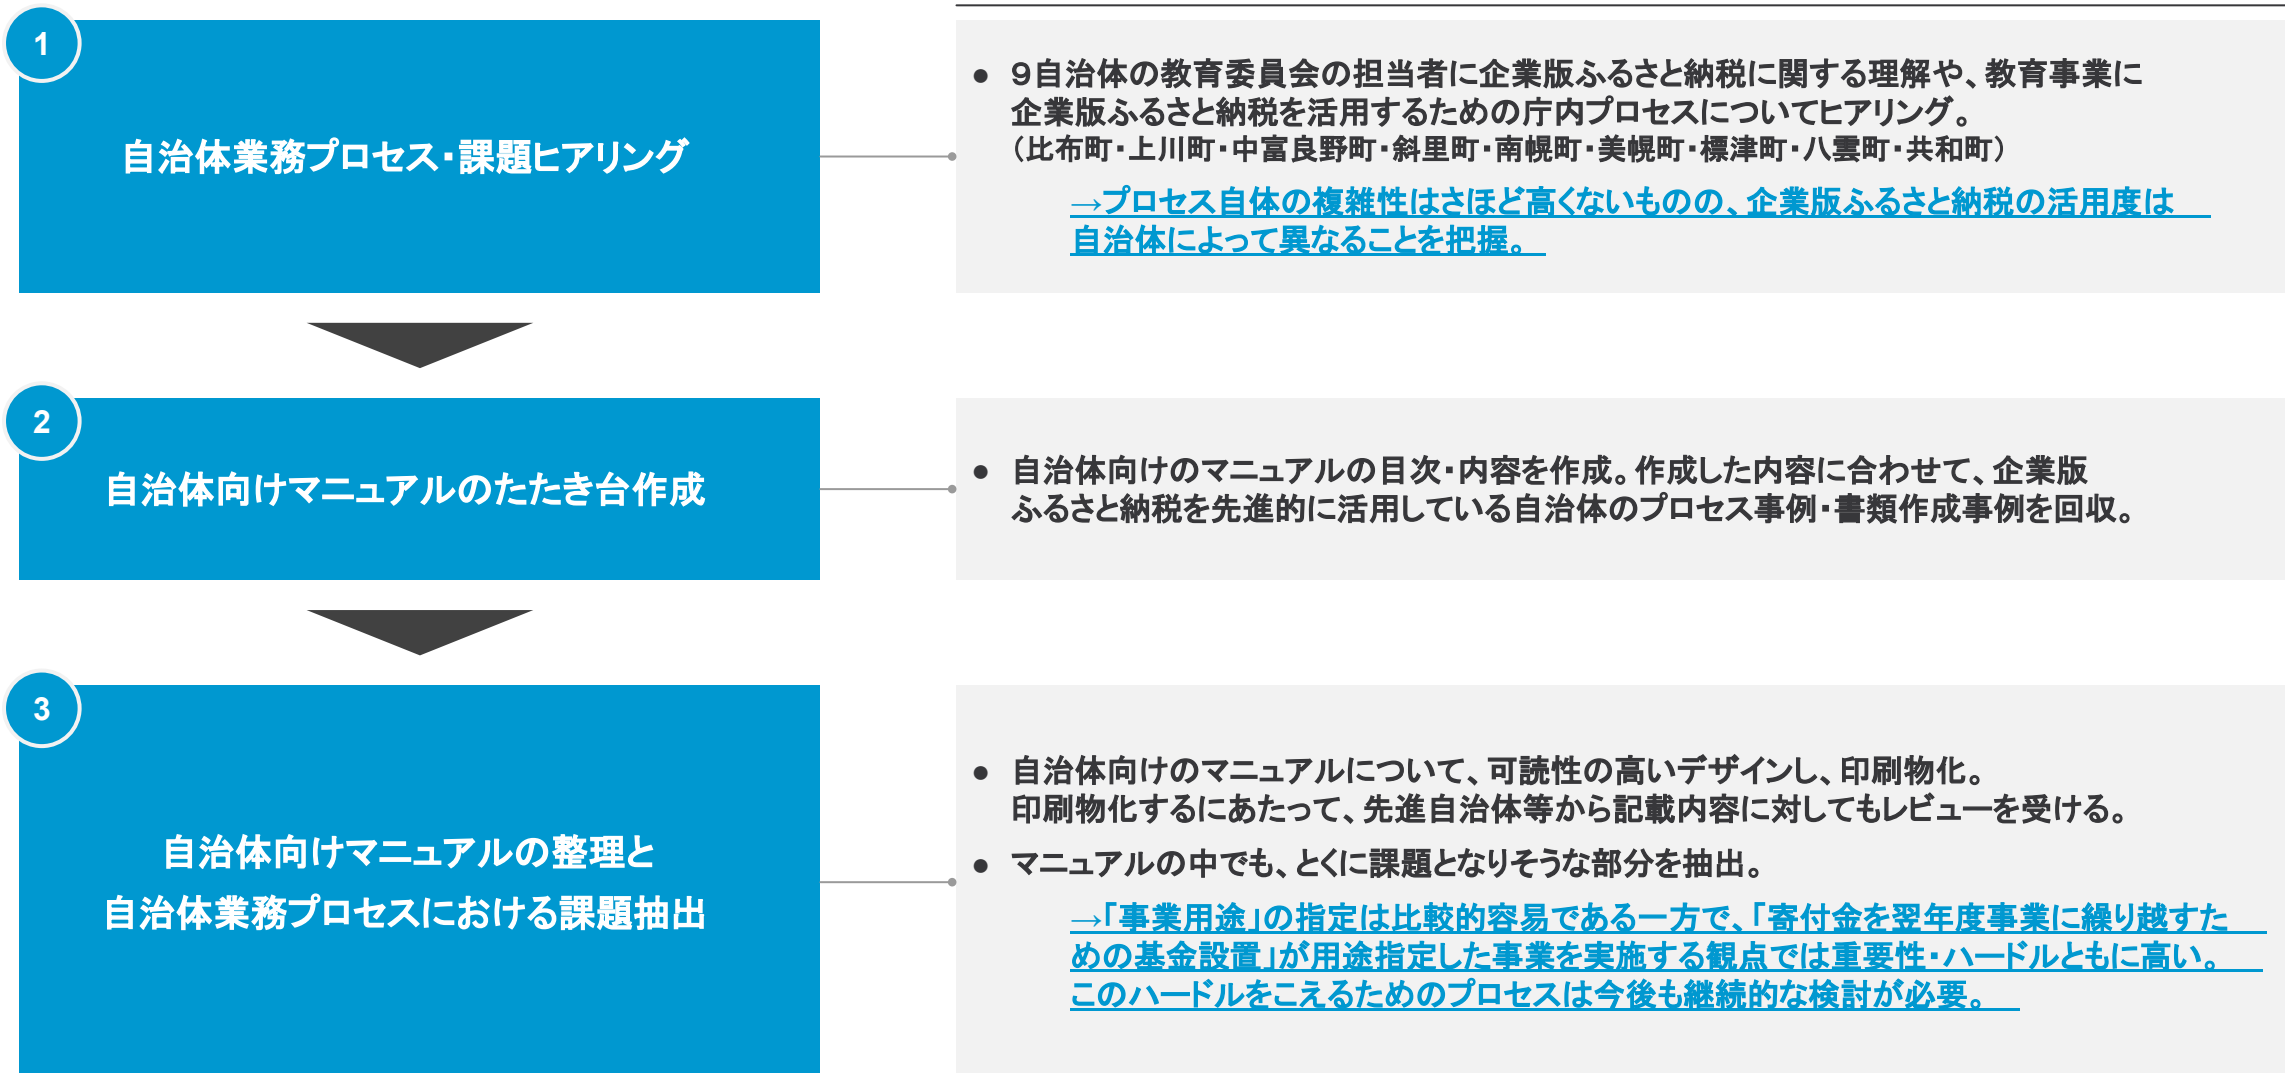 1
自治体業務プロセス・課題ヒアリング
● ９自治体の教育委員会の担当者に企業版ふるさと納税に関する理解や、教育事業に
企業版ふるさと納税を活用するための庁内プロセスについてヒアリング。
（比布町・上川町・中富良野町・斜里町・南幌町・美幌町・標津町・八雲町・共和町）
→プロセス自体の複雑性はさほど高くないものの、企業版ふるさと納税の活用度は
自治体によって異なることを把握。
2
自治体向けマニュアルのたたき台作成
● 自治体向けのマニュアルの目次・内容を作成。作成した内容に合わせて、企業版
ふるさと納税を先進的に活用している自治体のプロセス事例・書類作成事例を回収。
3
自治体向けマニュアルの整理と
自治体業務プロセスにおける課題抽出
● 自治体向けのマニュアルについて、可読性の高いデザインし、印刷物化。
印刷物化するにあたって、先進自治体等から記載内容に対してもレビューを受ける。
● マニュアルの中でも、とくに課題となりそうな部分を抽出。
→「事業用途」の指定は比較的容易である一方で、「寄付金を翌年度事業に繰り越すた
めの基金設置」が用途指定した事業を実施する観点では重要性・ハードルともに高い。
このハードルをこえるためのプロセスは今後も継続的な検討が必要。